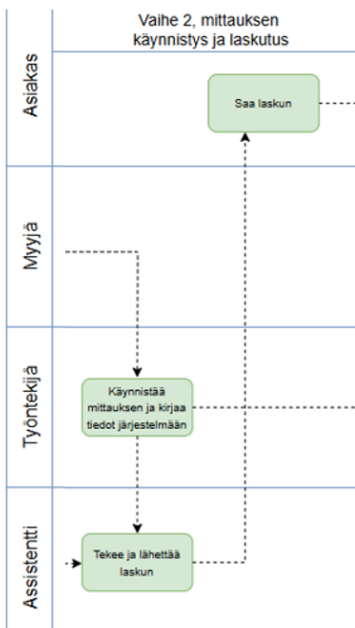 Vaihe 2, mittauksen
käynnistys ja laskutus
Asiakas
Saa laskun
Myyjä
Työntekijä
Käynnistää
mittauksen ja kirjaa
tiedot järjestelmään
Assistentti
Tekee ja lähettää
laskun